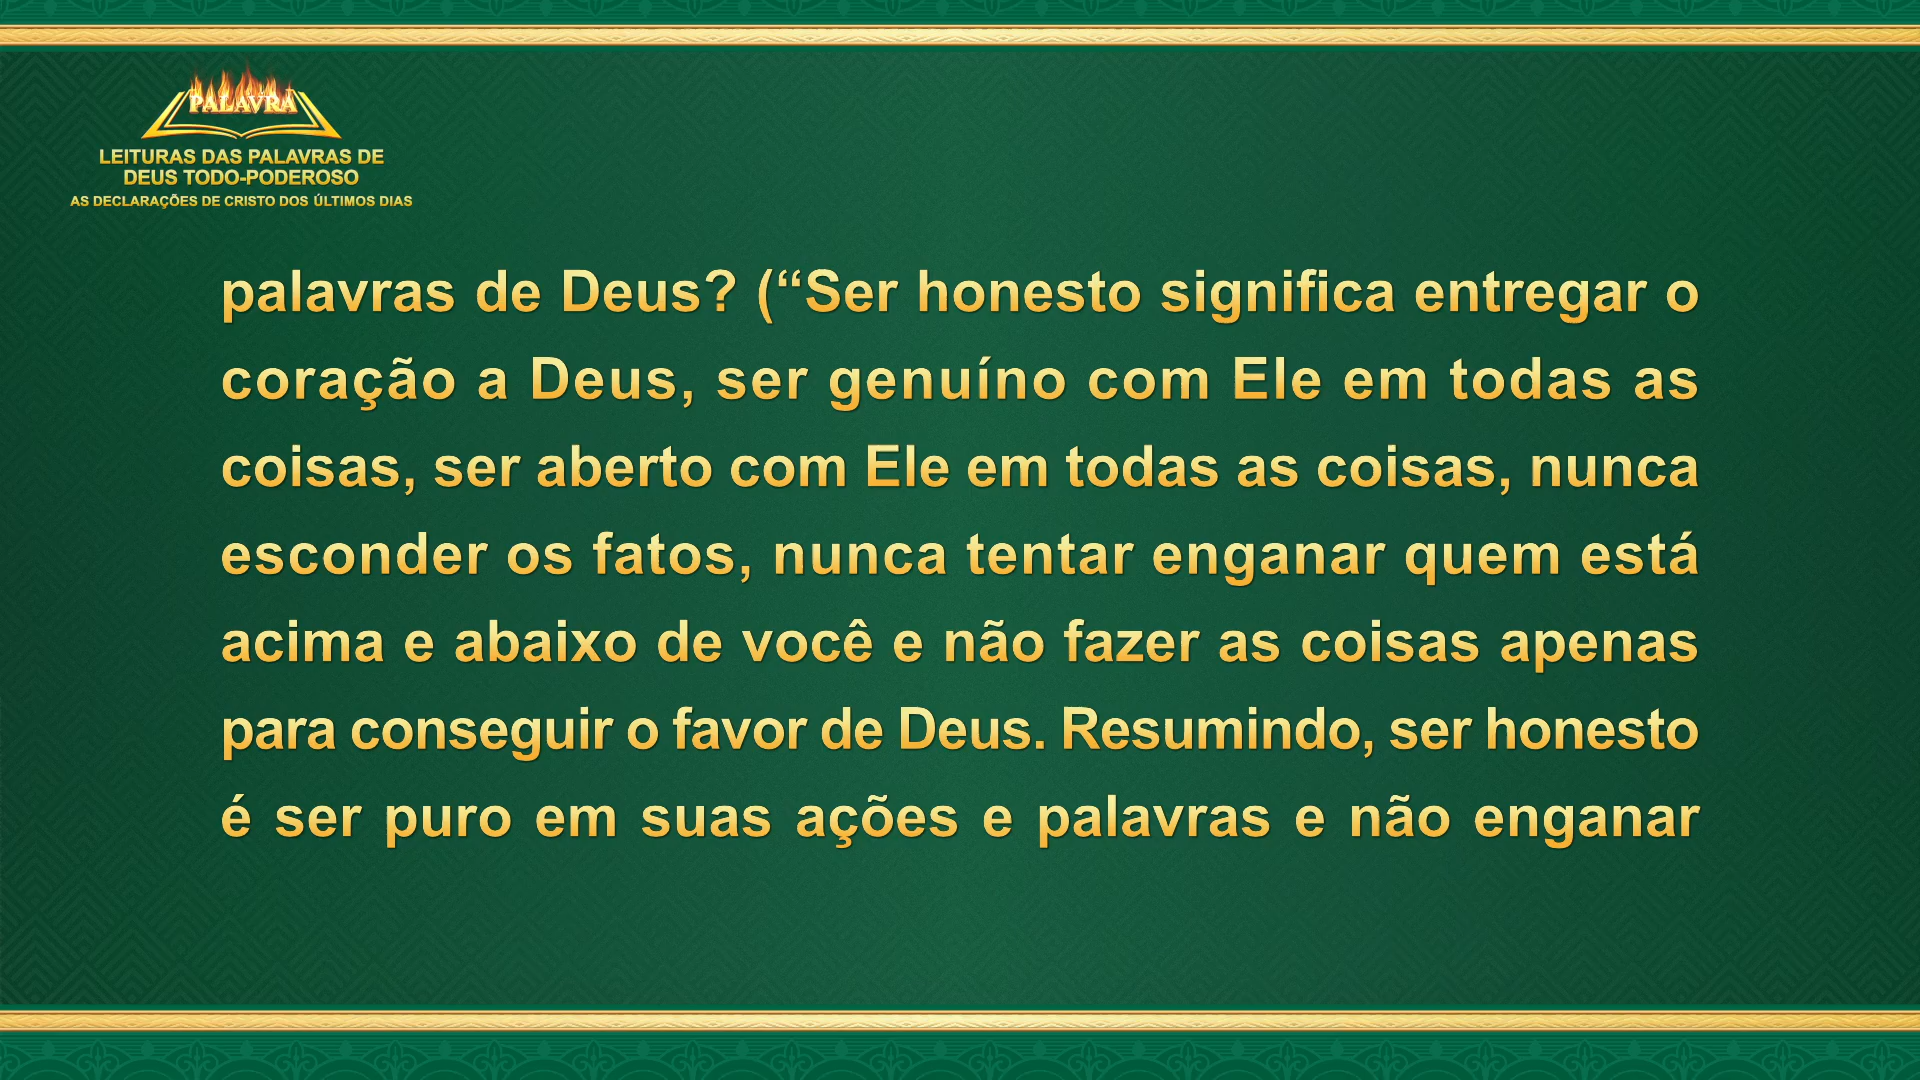 PALAVRA
LEITURAS DAS PALAVRAS DE
DEUS TODO-PODEROSO
AS DECLARAÇÕES DE CRISTO DOS ÚLTIMOS DIAS
palavras de Deus? (“Ser honesto significa entregar o
coração a Deus, ser genuíno com Ele em todas as
coisas, ser aberto com Ele em todas as coisas, nunca
esconder os fatos, nunca tentar enganar quem está
acima e abaixo de você e não fazer as coisas apenas
para conseguir o favor de Deus. Resumindo, ser honesto
é ser puro em suas ações e palavras e não enganar